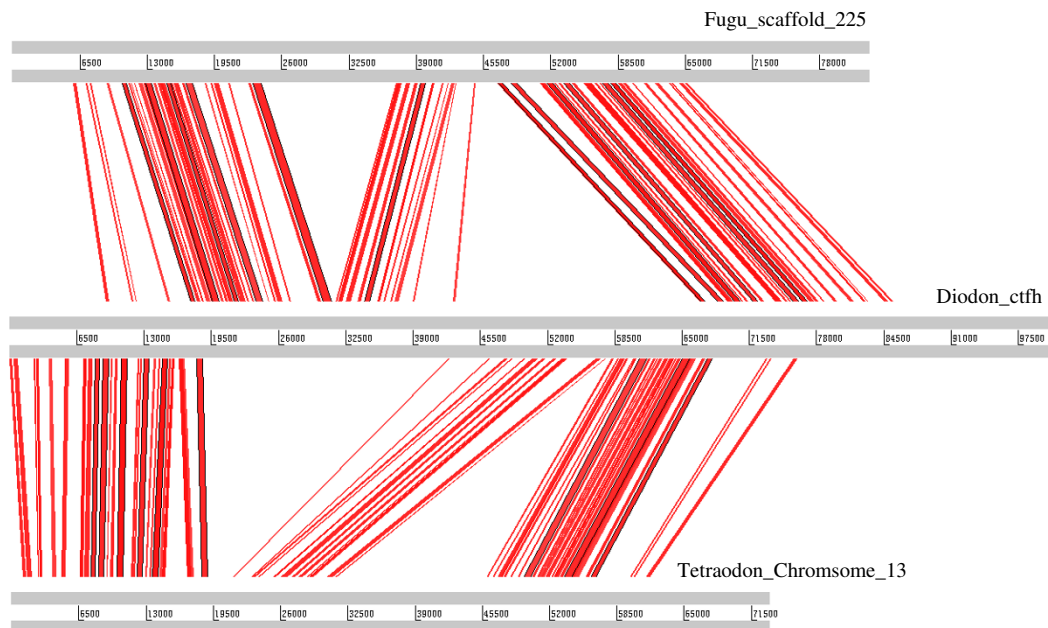 Fugu_scaffold_225
6500 13000 19500 26000 32500 39000 45500 52000 58500 65000 71500 78000
Diodon_ctfh
6500 13000 19500 26000 32500 39000 45500 52000 58500 65000 71500 78000 84500 91000 97500
Tetraodon_Chromsome_13
6500 13000 19500 26000 32500 39000 45500 52000 58500 65000 71500